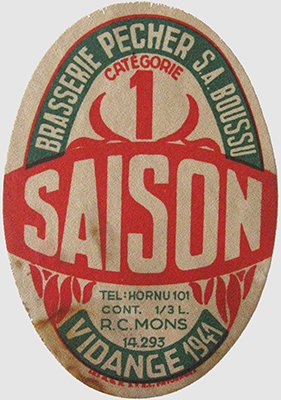 BRASSERIE PECHER S.A. BOUSSU
CATÉGORIE
1
SAISON
TEL: HORNU 101
CONT. 1/3 L.
R.C. MONS
14.293
VIDANGE 1941